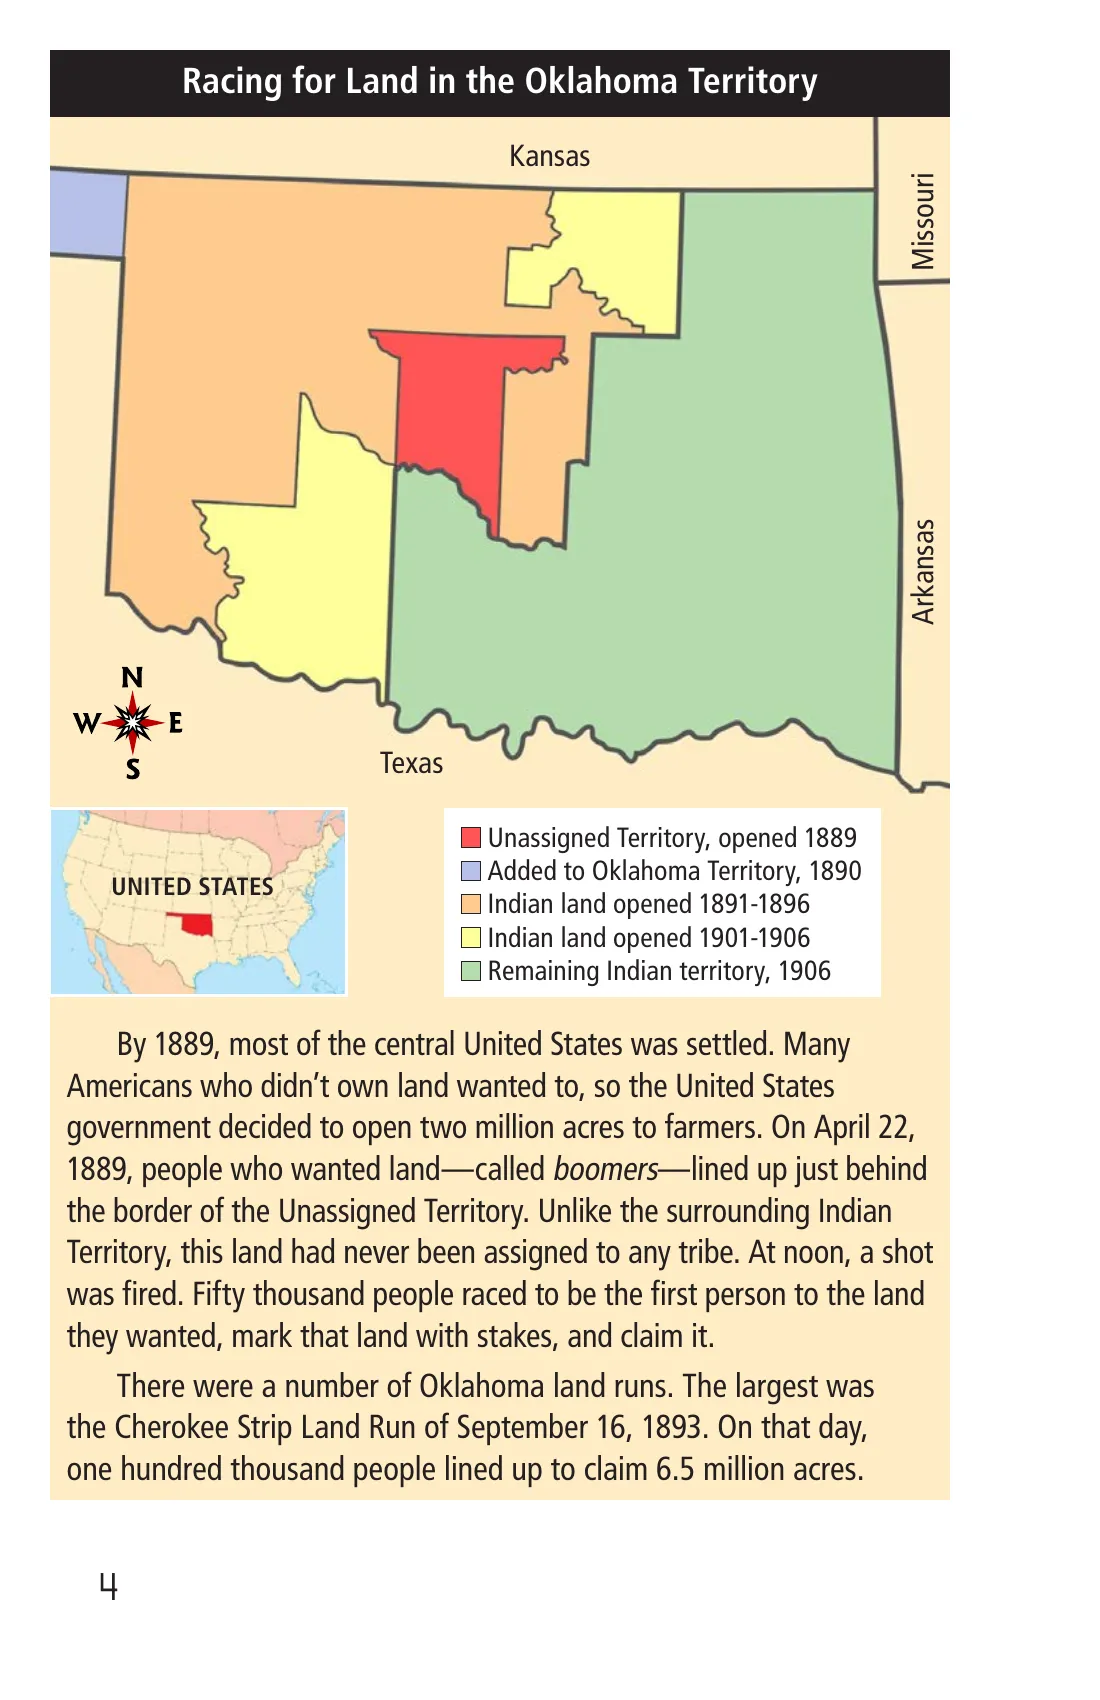 Racing for Land in the Oklahoma Territory
Kansas
Missouri
Arkansas
N
W E
S
Texas
UNITED STATES
Unassigned Territory, opened 1889
Added to Oklahoma Territory, 1890
Indian land opened 1891-1896
Indian land opened 1901-1906
Remaining Indian territory, 1906
By 1889, most of the central United States was settled. Many
Americans who didn’t own land wanted to, so the United States
government decided to open two million acres to farmers. On April 22,
1889, people who wanted land—called boomers—lined up just behind
the border of the Unassigned Territory. Unlike the surrounding Indian
Territory, this land had never been assigned to any tribe. At noon, a shot
was fired. Fifty thousand people raced to be the first person to the land
they wanted, mark that land with stakes, and claim it.
There were a number of Oklahoma land runs. The largest was
the Cherokee Strip Land Run of September 16, 1893. On that day,
one hundred thousand people lined up to claim 6.5 million acres.
4